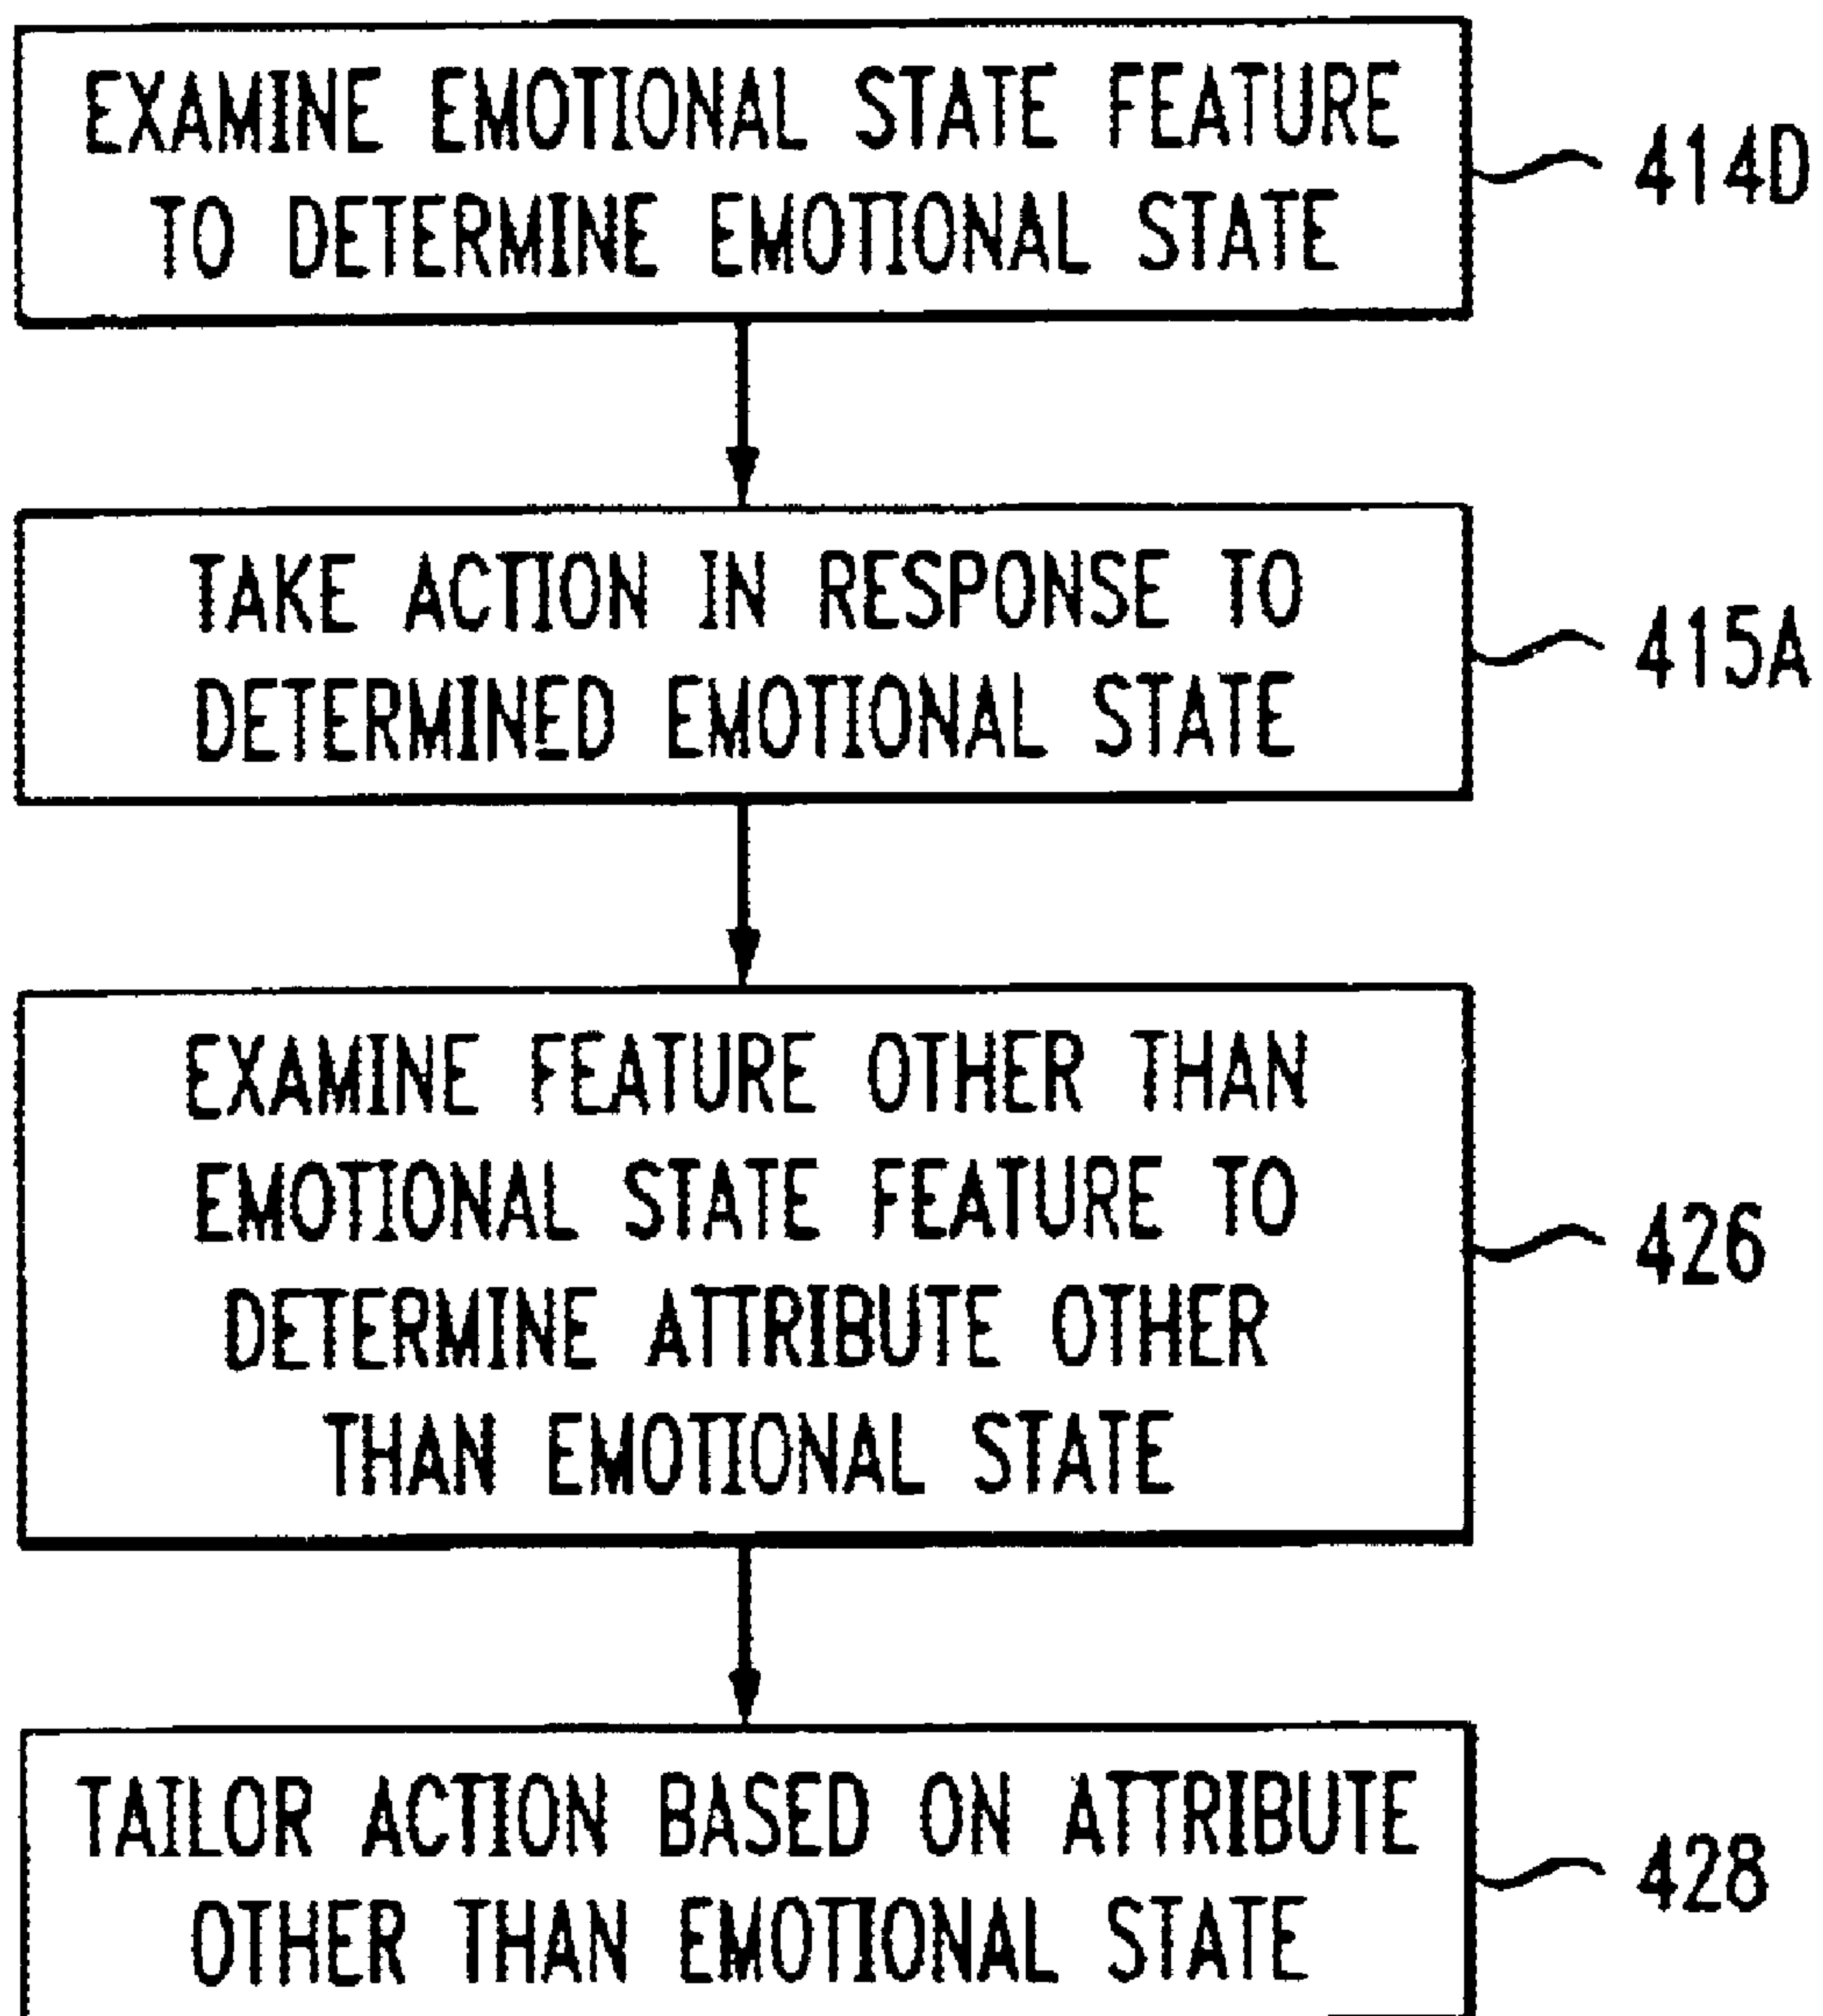 EXAMINE EMOTIONAL STATE FEATURE
TO DETERMINE EMOTIONAL STATE
414D
TAKE ACTION IN RESPONSE TO
DETERMINED EMOTIONAL STATE
415A
EXAMINE FEATURE OTHER THAN
EMOTIONAL STATE FEATURE TO
DETERMINE ATTRIBUTE OTHER
THAN EMOTIONAL STATE
426
TAILOR ACTION BASED ON ATTRIBUTE
OTHER THAN EMOTIONAL STATE
428